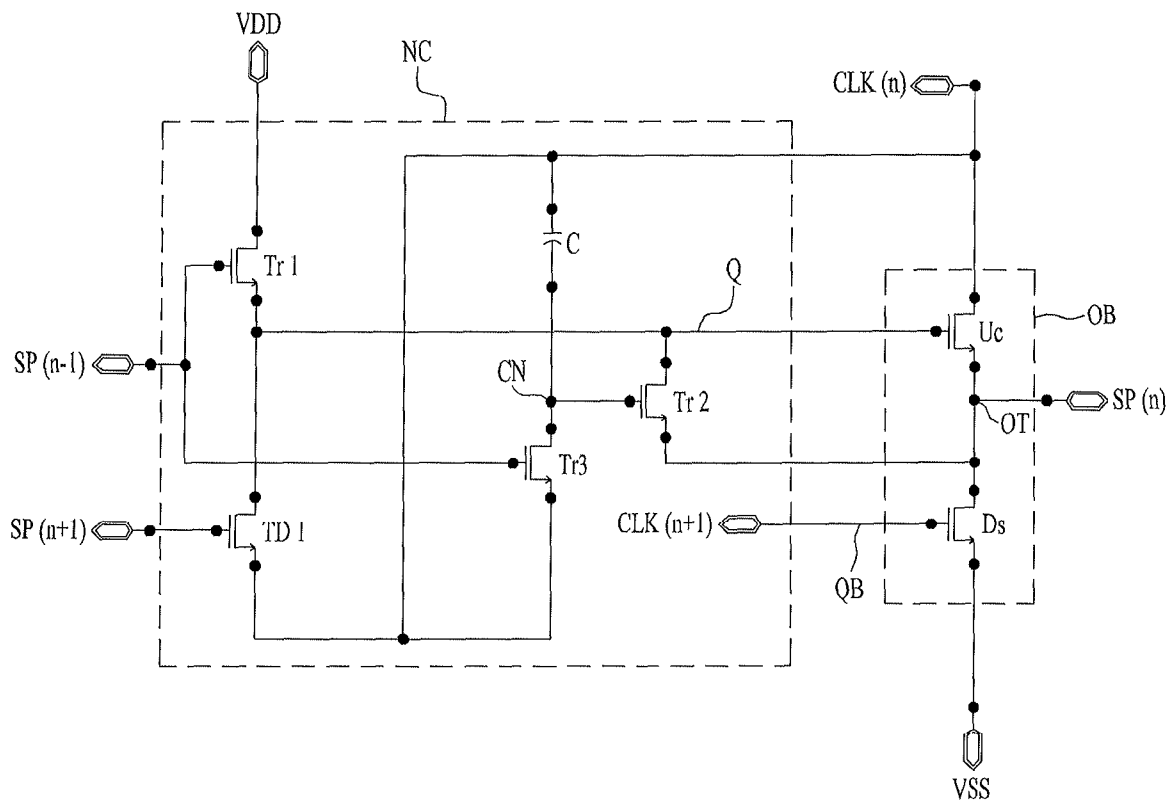 VDD
NC
CLK (n)
C
Tr 1
Q
Uc
OB
SP (n-1)
CN
Tr 2
SP (n)
OT
Tr3
SP (n+1)
TD 1
CLK (n+1)
Ds
QB
VSS